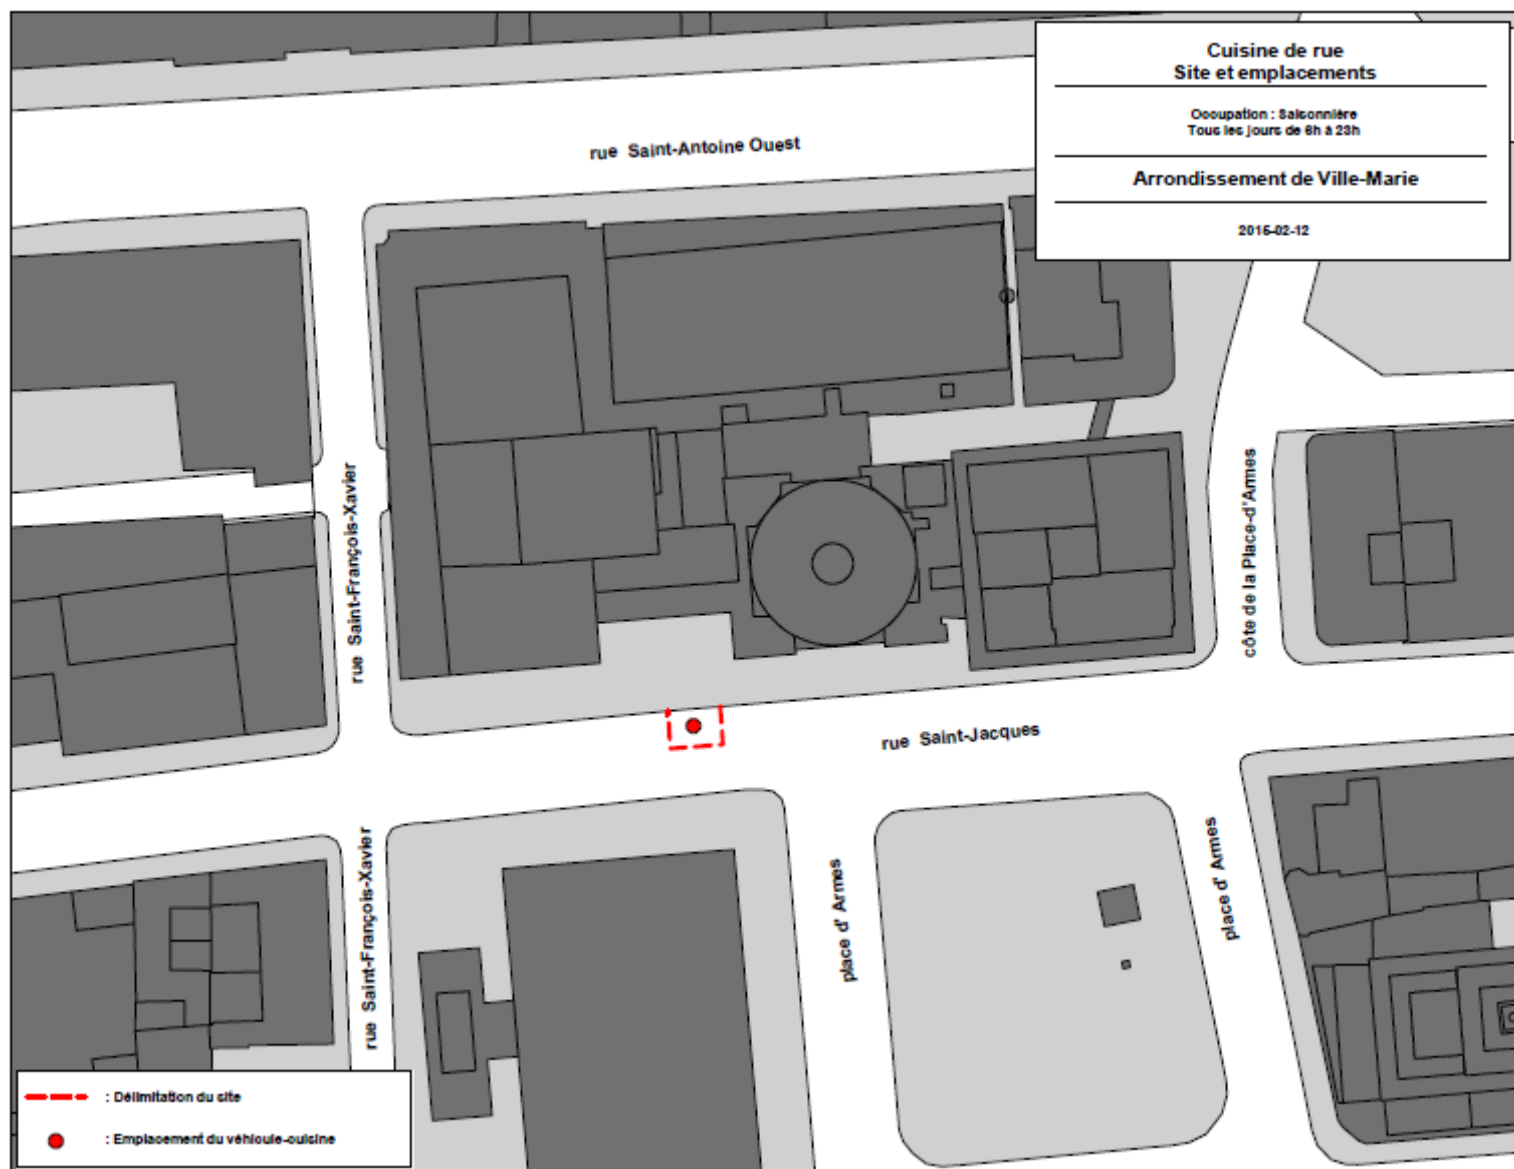 Cuisine de rue
Site et emplacements
Occupation : Saisonnière
Tous les jours de 6h à 23h
Arrondissement de Ville-Marie
2015-02-12
rue Saint-Antoine Ouest
rue Saint-François-Xavier
côte de la Place-d'Armes
rue Saint-Jacques
rue Saint-François-Xavier
place d' Armes
place d' Armes
: Délimitation du site
: Emplacement du véhicule-cuisine